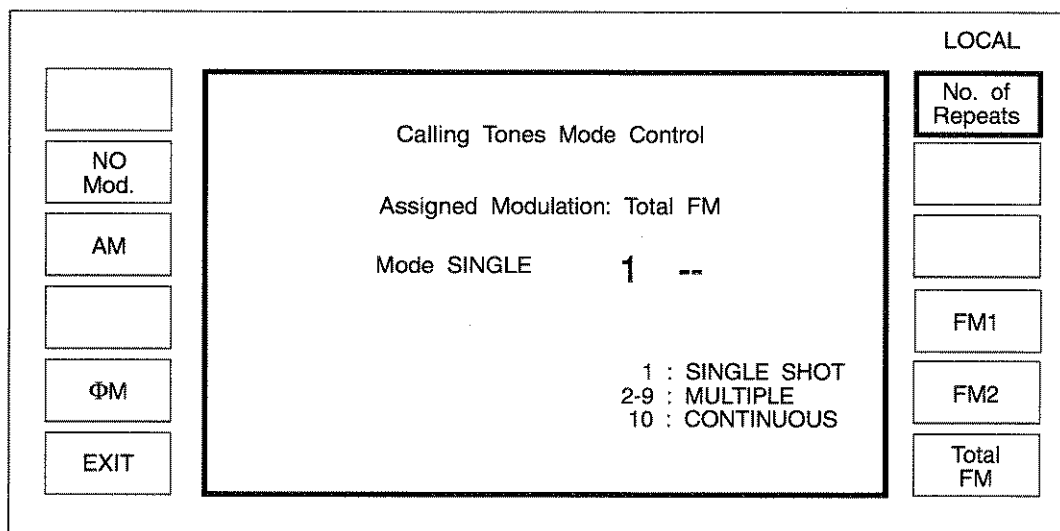 LOCAL
NO
Mod.
AM
ΦM
EXIT
Calling Tones Mode Control
Assigned Modulation: Total FM
Mode SINGLE 1 --
1 : SINGLE SHOT
2-9 : MULTIPLE
10 : CONTINUOUS
No. of
Repeats
FM1
FM2
Total
FM